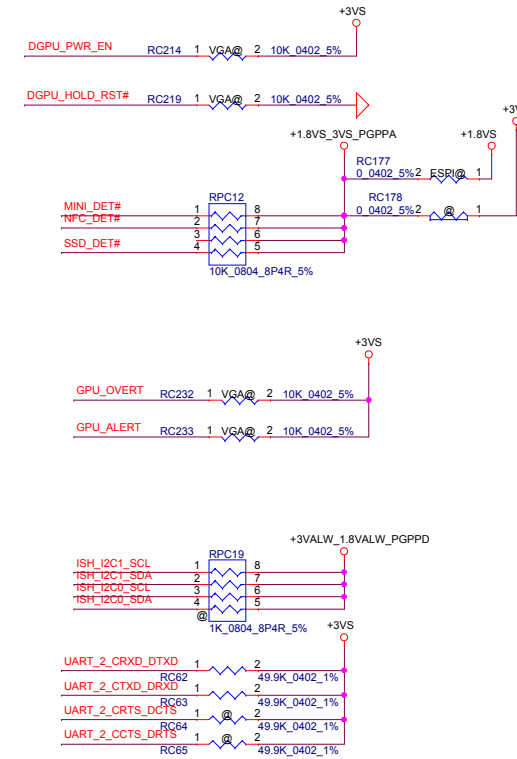 +3VS
DGPU_PWR_EN RC214 1 VGA@ 2 10K_0402_5%
DGPU_HOLD_RST# RC219 1 VGA@ 2 10K_0402_5%
+1.8VS_3VS_PGPPA +1.8VS
RC177
0_0402_5% 2 ESPI@ 1
RC178
0_0402_5% 2 @ 1
RPC12
MINI_DET# 1 8
NFC_DET# 2 7
3 6
SSD_DET# 4 5
10K_0804_8P4R_5%
+3VS
GPU_OVERT RC232 1 VGA@ 2 10K_0402_5%
GPU_ALERT RC233 1 VGA@ 2 10K_0402_5%
+3VALW_1.8VALW_PGPPD
RPC19
ISH_I2C1_SCL 1 8
ISH_I2C1_SDA 2 7
ISH_I2C0_SCL 3 6
ISH_I2C0_SDA 4 5
@
1K_0804_8P4R_5%
+3VS
UART_2_CRXD_DTXD 1 2
RC62 49.9K_0402_1%
UART_2_CTXD_DRXD 1 2
RC63 49.9K_0402_1%
UART_2_CRTS_DCTS 1 @ 2
RC64 49.9K_0402_1%
UART_2_CCTS_DRTS 1 @ 2
RC65 49.9K_0402_1%